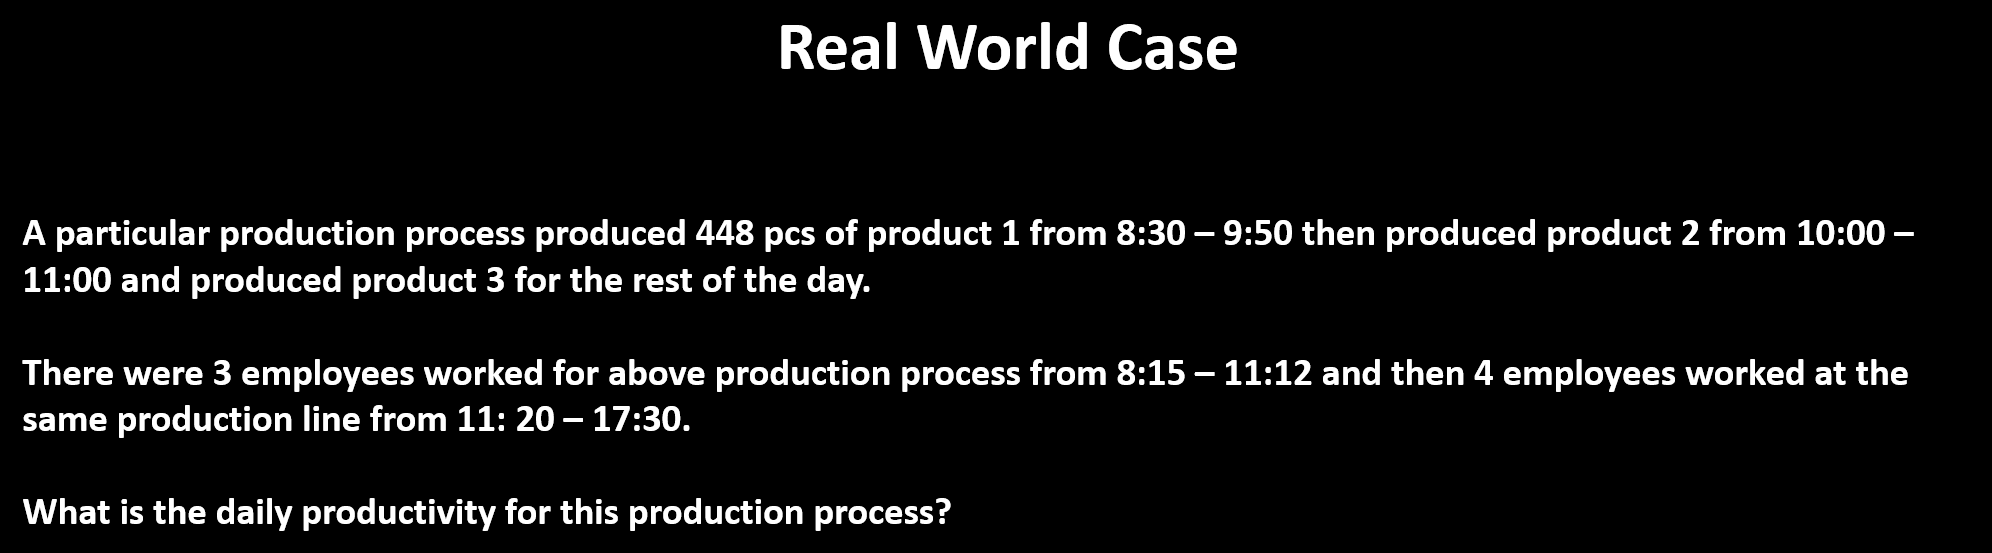 Real World Case
A particular production process produced 448 pcs of product 1 from 8:30 – 9:50 then produced product 2 from 10:00 –
11:00 and produced product 3 for the rest of the day.
There were 3 employees worked for above production process from 8:15 – 11:12 and then 4 employees worked at the
same production line from 11: 20 – 17:30.
What is the daily productivity for this production process?